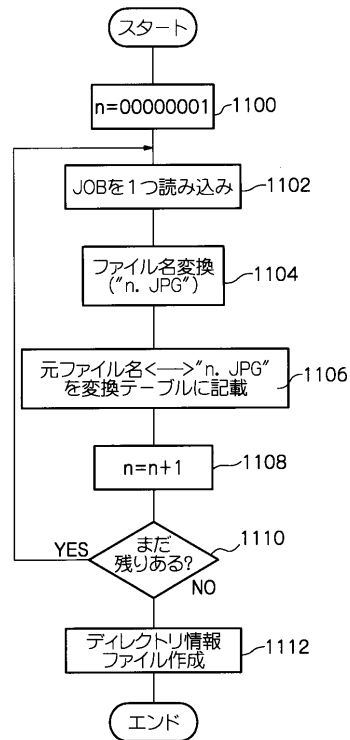 スタート
n=00000001
1100
JOBを1つ読み込み
1102
ファイル名変換
("n. JPG")
1104
元ファイル名<—>"n. JPG"
を変換テーブルに記載
1106
n=n+1
1108
まだ
残りある?
1110
YES
NO
ディレクトリ情報
ファイル作成
1112
エンド